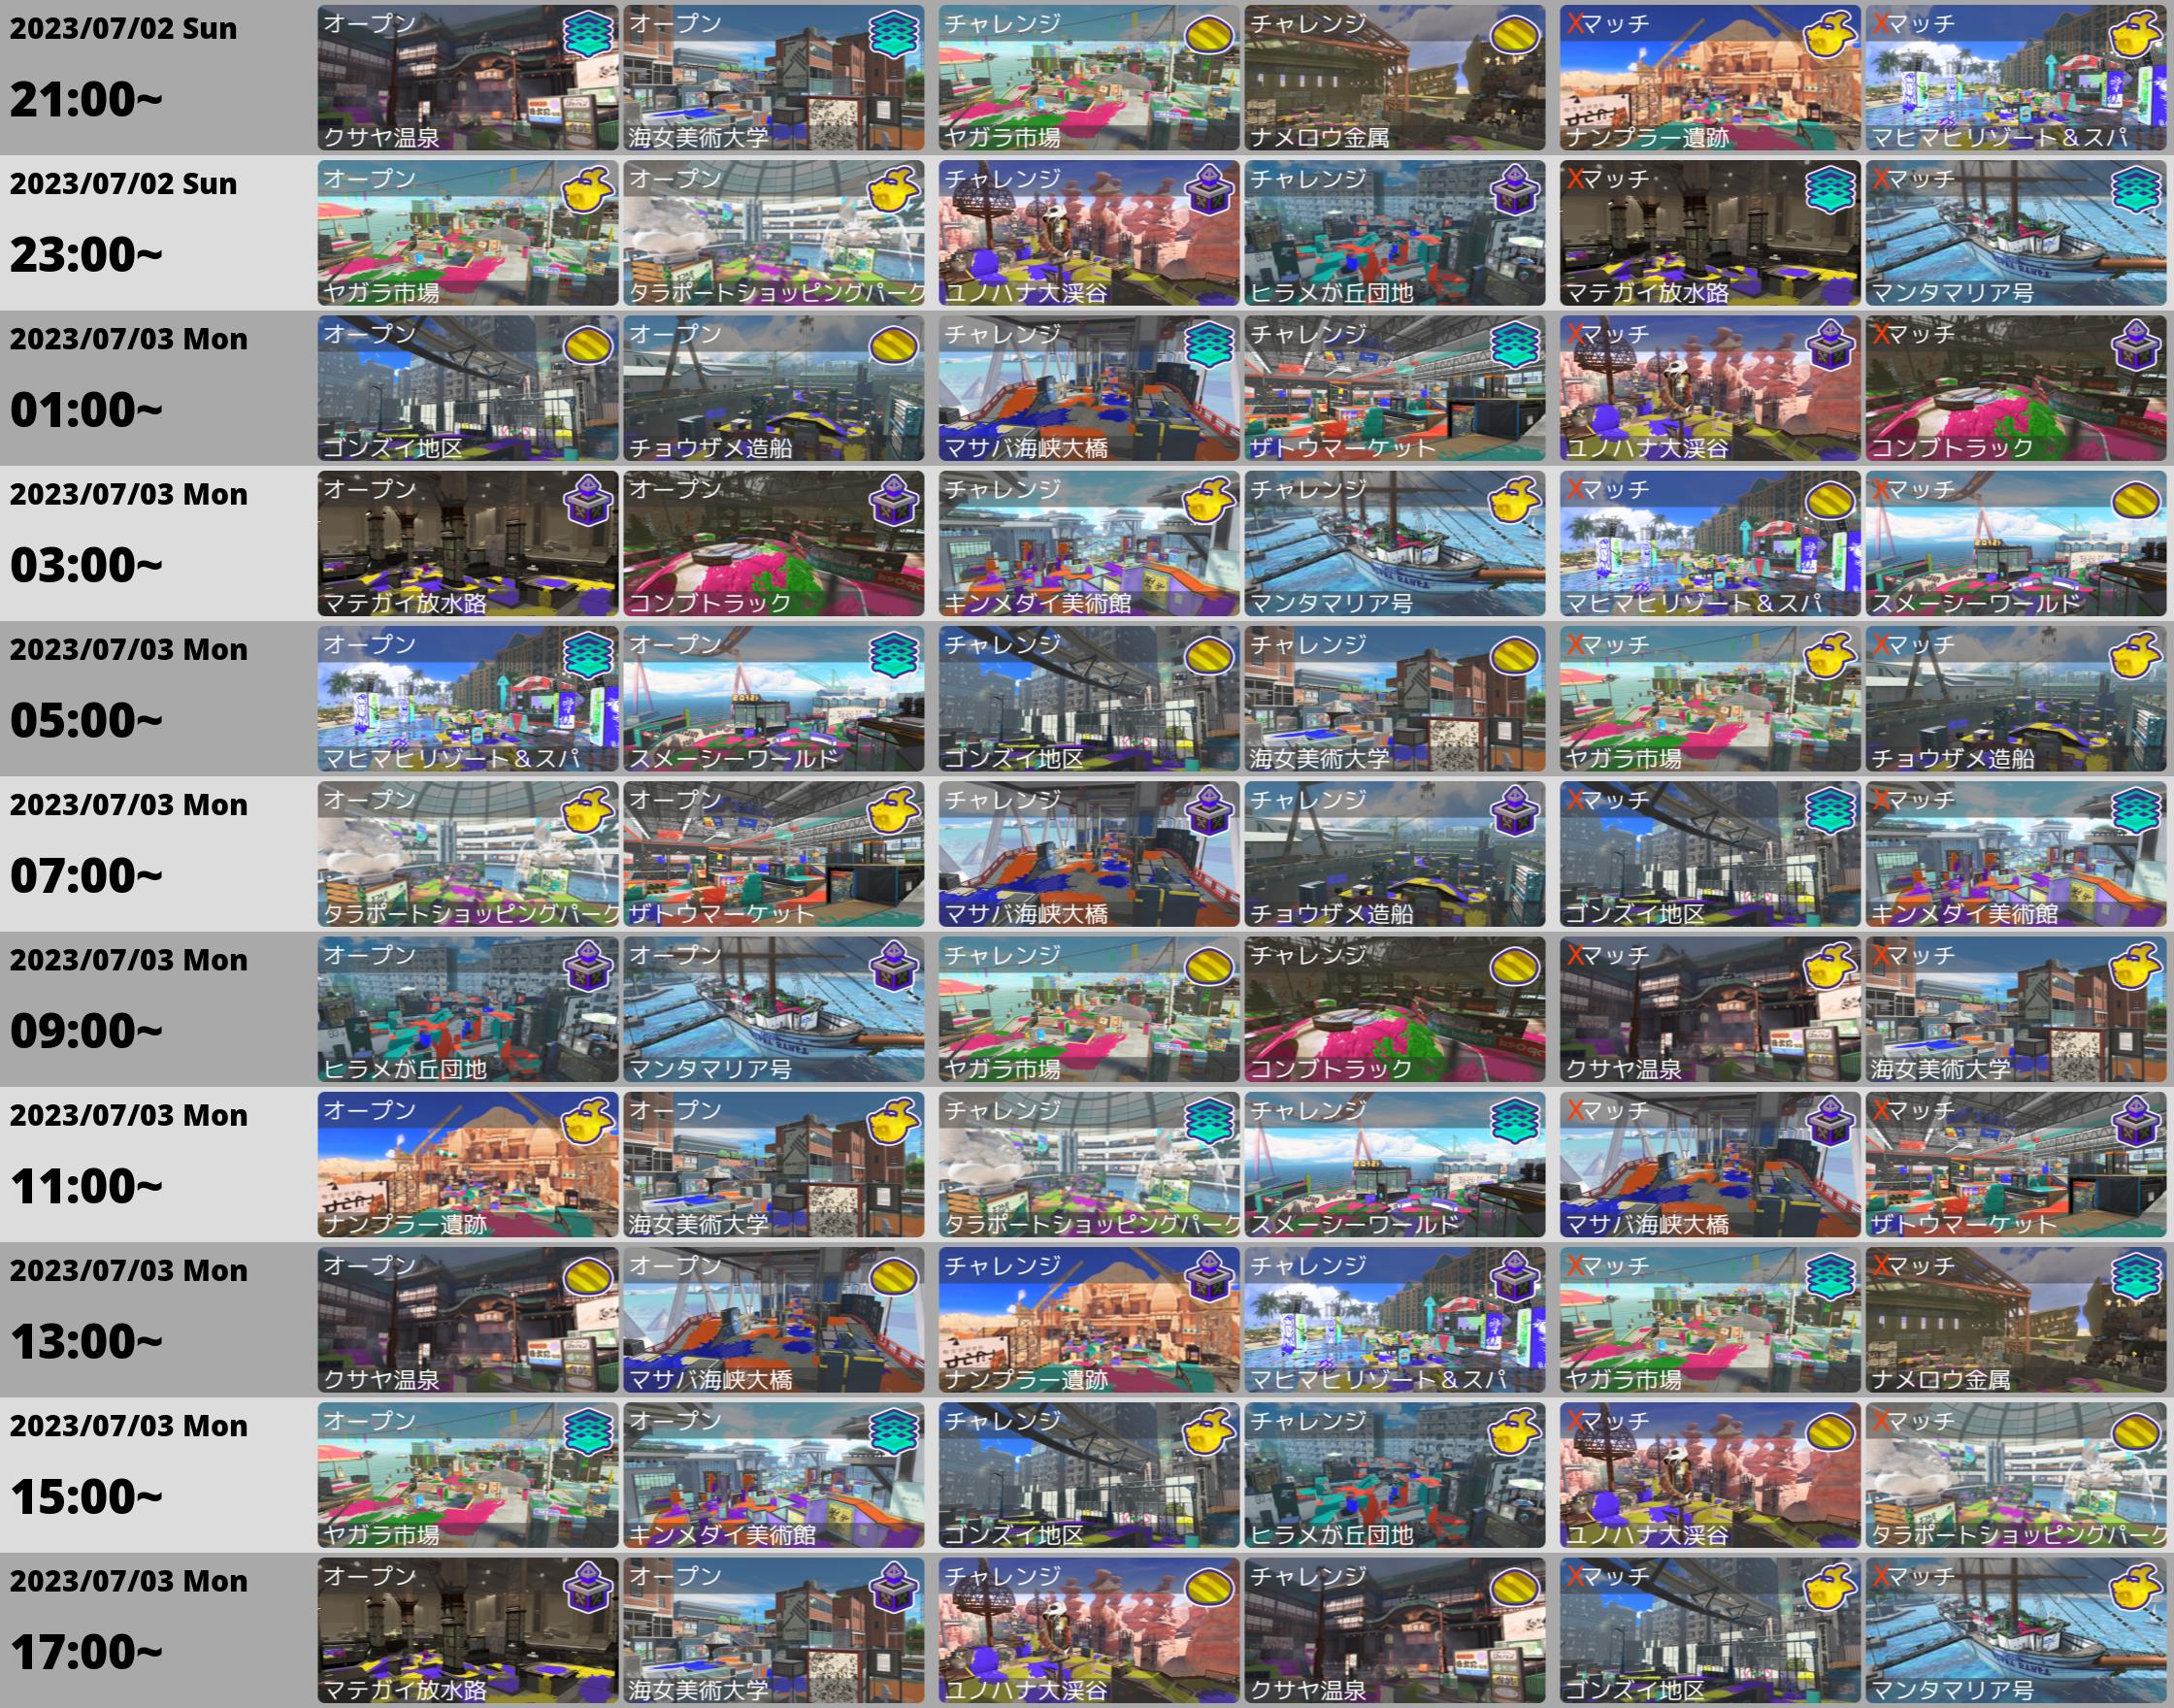 2023/07/02 Sun
21:00~
オープン オープン チャレンジ チャレンジ Xマッチ Xマッチ
クサヤ温泉 海女美術大学 ヤガラ市場 ナメロウ金属 ナンプラー遺跡 マヒマヒリゾート&スパ
2023/07/02 Sun
23:00~
オープン オープン チャレンジ チャレンジ Xマッチ Xマッチ
ヤガラ市場 タラポートショッピングパーク ユノハナ大渓谷 ヒラメが丘団地 マテガイ放水路 マンタマリア号
2023/07/03 Mon
01:00~
オープン オープン チャレンジ チャレンジ Xマッチ Xマッチ
ゴンズイ地区 チョウザメ造船 マサバ海峡大橋 ザトウマーケット ユノハナ大渓谷 コンブトラック
2023/07/03 Mon
03:00~
オープン オープン チャレンジ チャレンジ Xマッチ Xマッチ
マテガイ放水路 コンブトラック キンメダイ美術館 マンタマリア号 マヒマヒリゾート&スパ スメーシーワールド
2023/07/03 Mon
05:00~
オープン オープン チャレンジ チャレンジ Xマッチ Xマッチ
マヒマヒリゾート&スパ スメーシーワールド ゴンズイ地区 海女美術大学 ヤガラ市場 チョウザメ造船
2023/07/03 Mon
07:00~
オープン オープン チャレンジ チャレンジ Xマッチ Xマッチ
タラポートショッピングパーク ザトウマーケット マサバ海峡大橋 チョウザメ造船 ゴンズイ地区 キンメダイ美術館
2023/07/03 Mon
09:00~
オープン オープン チャレンジ チャレンジ Xマッチ Xマッチ
ヒラメが丘団地 マンタマリア号 ヤガラ市場 コンブトラック クサヤ温泉 海女美術大学
2023/07/03 Mon
11:00~
オープン オープン チャレンジ チャレンジ Xマッチ Xマッチ
ナンプラー遺跡 海女美術大学 タラポートショッピングパーク スメーシーワールド マサバ海峡大橋 ザトウマーケット
2023/07/03 Mon
13:00~
オープン オープン チャレンジ チャレンジ Xマッチ Xマッチ
クサヤ温泉 マサバ海峡大橋 ナンプラー遺跡 マヒマヒリゾート&スパ ヤガラ市場 ナメロウ金属
2023/07/03 Mon
15:00~
オープン オープン チャレンジ チャレンジ Xマッチ Xマッチ
ヤガラ市場 キンメダイ美術館 ゴンズイ地区 ヒラメが丘団地 ユノハナ大渓谷 タラポートショッピングパーク
2023/07/03 Mon
17:00~
オープン オープン チャレンジ チャレンジ Xマッチ Xマッチ
マテガイ放水路 海女美術大学 ユノハナ大渓谷 クサヤ温泉 ゴンズイ地区 マンタマリア号